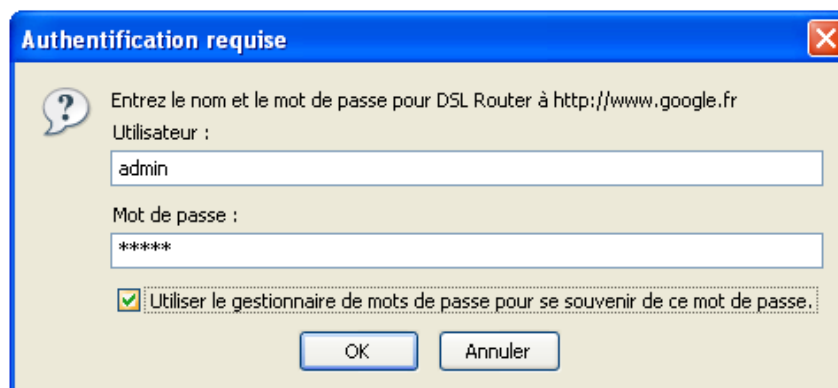 Authentification requise
Entrez le nom et le mot de passe pour DSL Router à http://www.google.fr
Utilisateur :
admin
Mot de passe :
*****
Utiliser le gestionnaire de mots de passe pour se souvenir de ce mot de passe.
OK Annuler